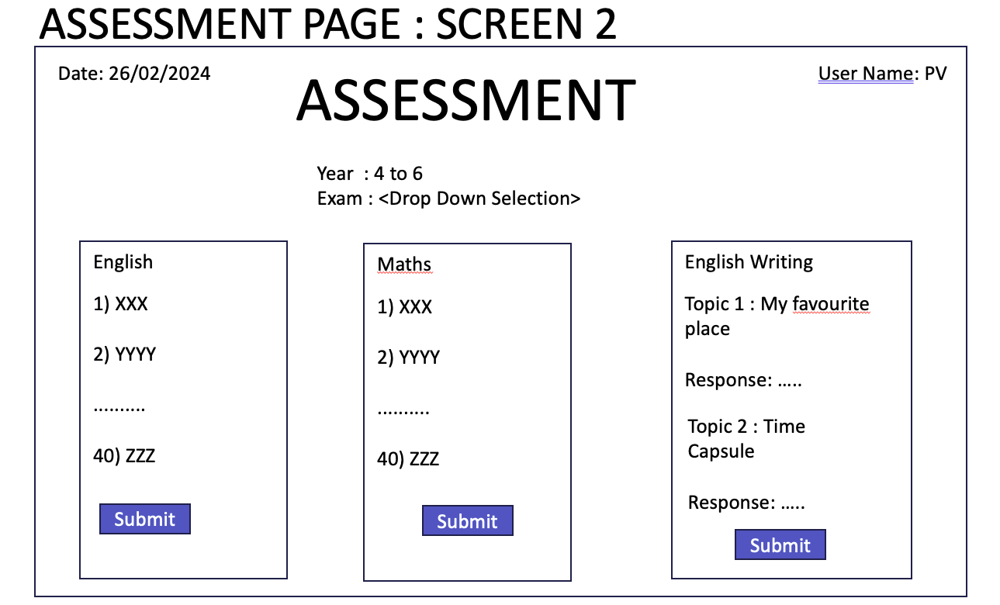 ASSESSMENT PAGE : SCREEN 2
Date: 26/02/2024
User Name: PV
ASSESSMENT
Year : 4 to 6
Exam : <Drop Down Selection>
English
1) XXX
2) YYYY
..........
40) ZZZ
Submit
Maths
1) XXX
2) YYYY
..........
40) ZZZ
Submit
English Writing
Topic 1 : My favourite
place
Response: .....
Topic 2 : Time
Capsule
Response: .....
Submit